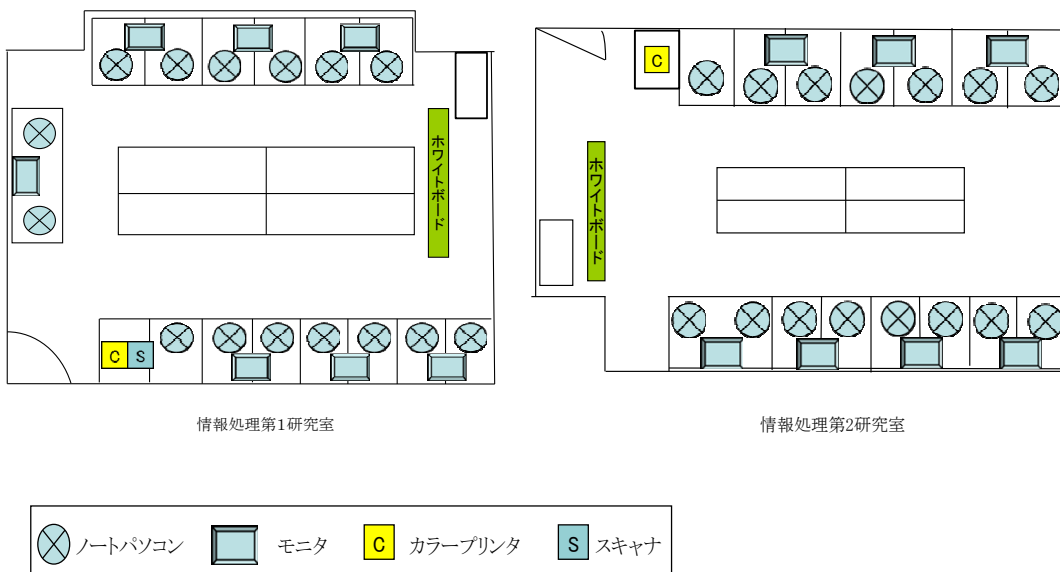 ホワイトボード
C
S
情報処理第1研究室
C
ホワイトボード
情報処理第2研究室
ノートパソコン
モニタ
C
カラープリンタ
S
スキャナ